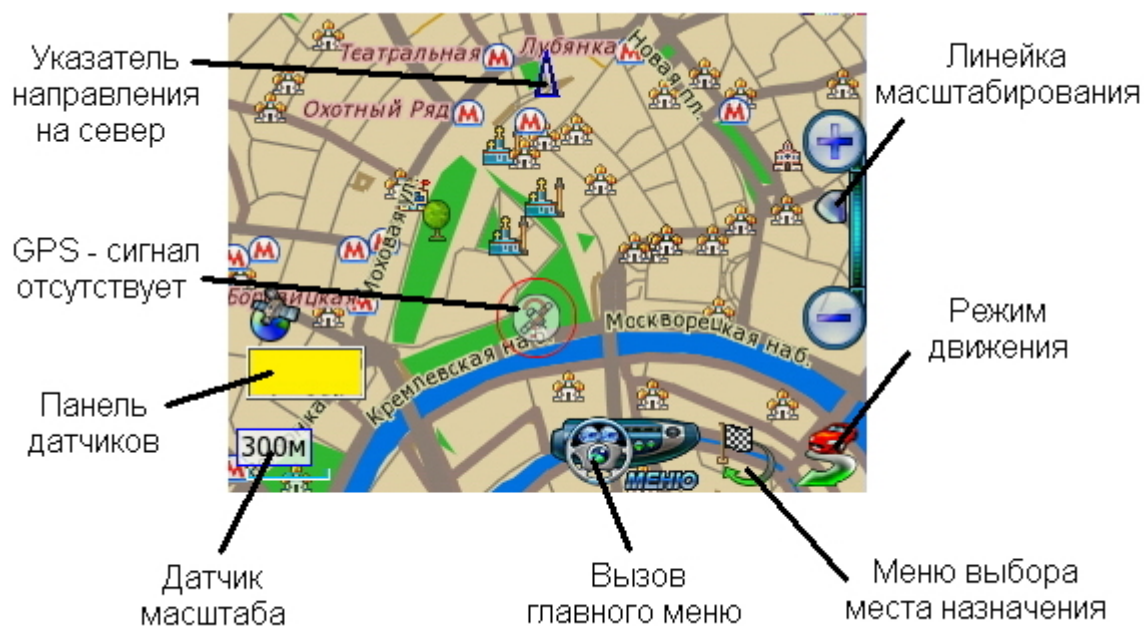 Указатель
направления
на север
Линейка
масштабирования
Театральная
Лубянка
Новая пл.
Охотный Ряд
Моховая ул.
GPS - сигнал
отсутствует
Режим
движения
Москворецкая наб.
Кремлевская наб.
Панель
датчиков
300м
МЕНЮ
Датчик
масштаба
Вызов
главного меню
Меню выбора
места назначения